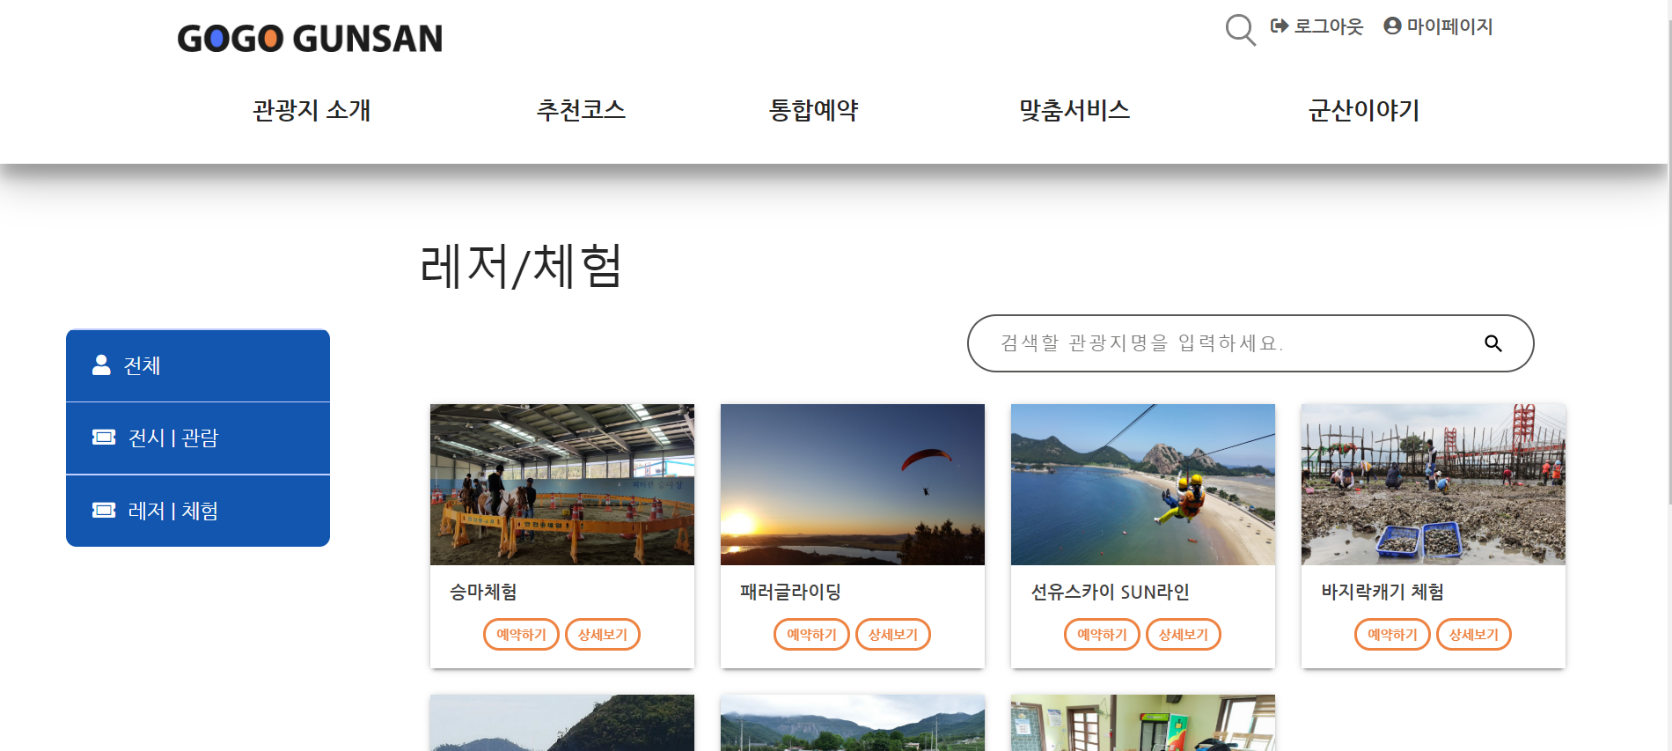 GOGO GUNSAN
로그아웃 마이페이지
관광지 소개 추천코스 통합예약 맞춤서비스 군산이야기
레저/체험
검색할 관광지명을 입력하세요.
전체
전시 | 관람
레저 | 체험
승마체험 패러글라이딩 선유스카이 SUN라인 바지락캐기 체험
예약하기 상세보기 예약하기 상세보기 예약하기 상세보기 예약하기 상세보기